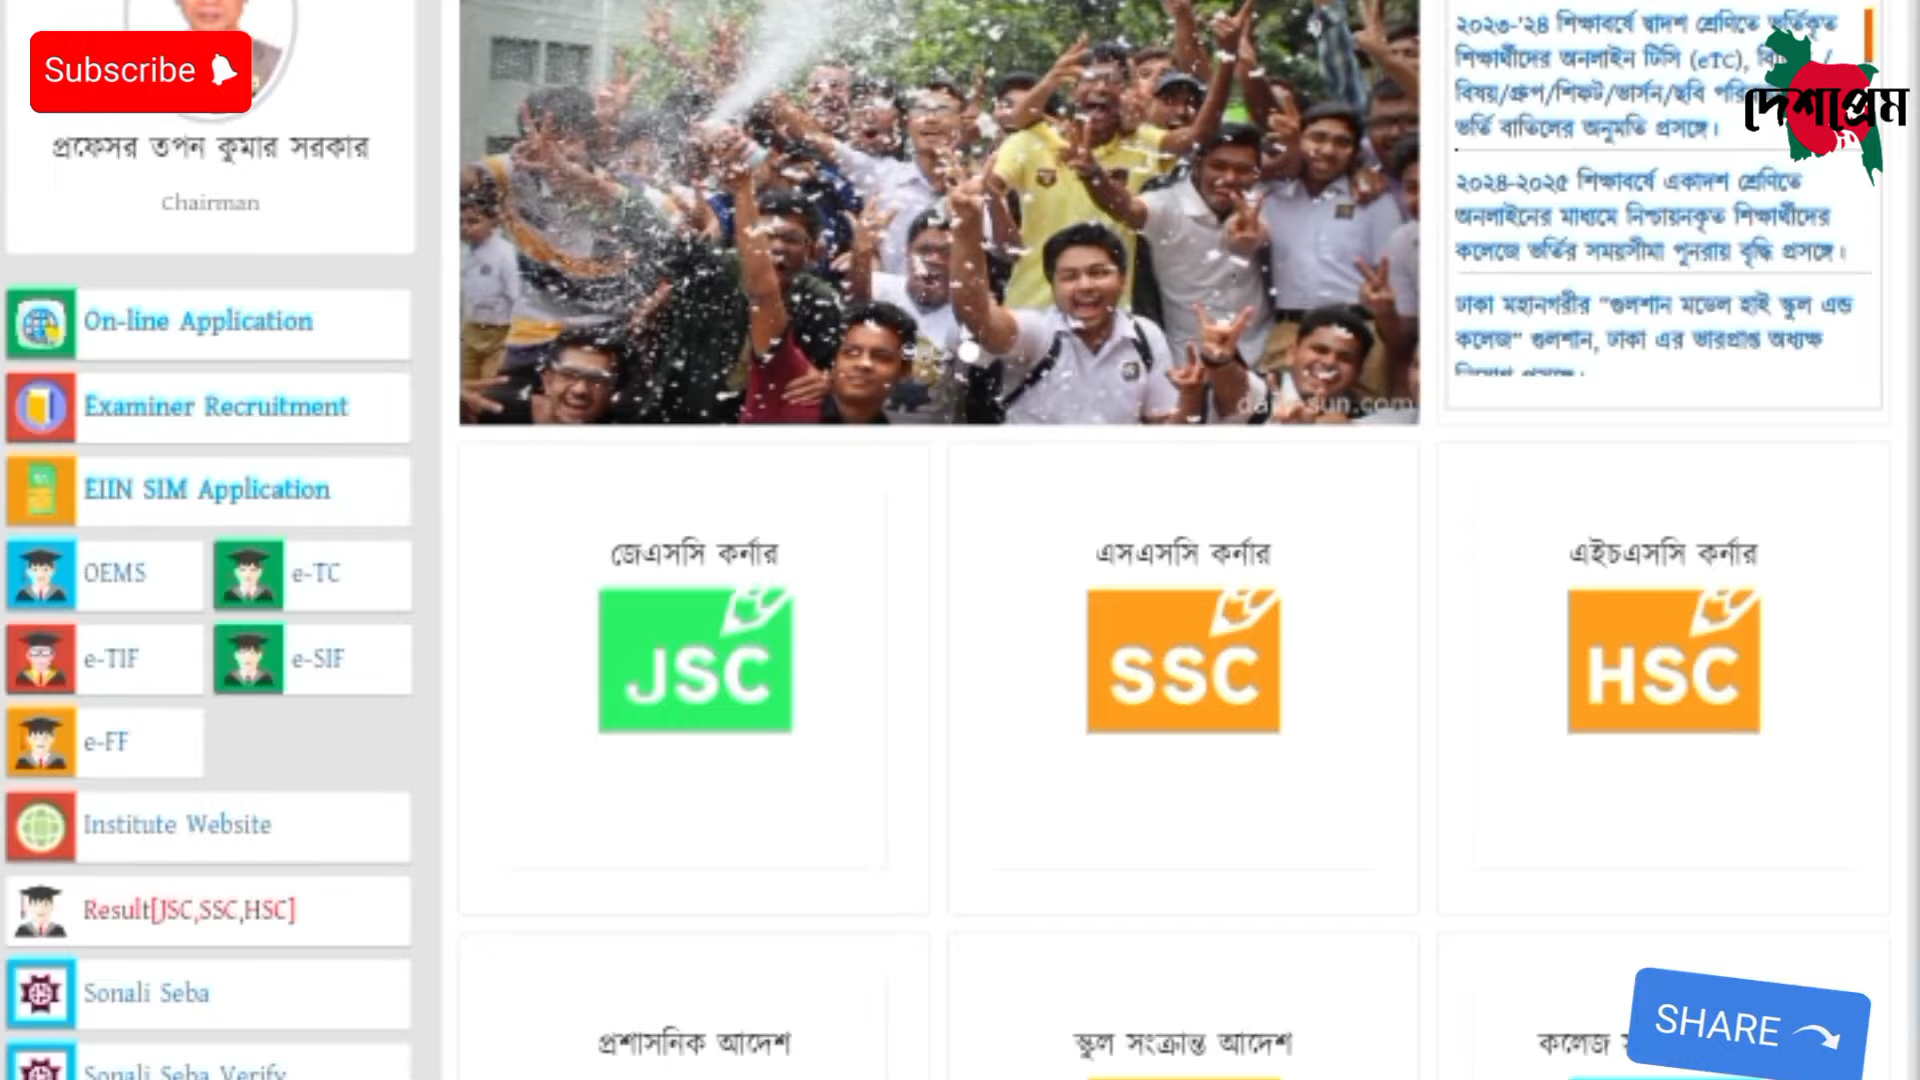 Subscribe
প্রফেসর তপন কুমার সরকার
Chairman
On-line Application
Examiner Recruitment
EIIN SIM Application
OEMS
e-TC
e-TIF
e-SIF
e-FF
Institute Website
Result[JSC,SSC,HSC]
Sonali Seba
Sonali Seba Verify
২০২৩-'২৪ শিক্ষাবর্ষে দ্বাদশ শ্রেণিতে ভর্তিকৃত
শিক্ষার্থীদের অনলাইন টিসি (eTC),
বিষয়/গ্রুপ/শিফট/ভার্সন/ছবি
ভর্তি বাতিলের অনুমতি প্রসঙ্গে।
২০২৪-২০২৫ শিক্ষাবর্ষে একাদশ শ্রেণিতে
অনলাইনের মাধ্যমে নিশ্চায়নকৃত শিক্ষার্থীদের
কলেজে ভর্তির সময়সীমা পুনরায় বৃদ্ধি প্রসঙ্গে।
ঢাকা মহানগরীর "গুলশান মডেল হাই স্কুল এন্ড
কলেজ" গুলশান, ঢাকা এর ভারপ্রাপ্ত অধ্যক্ষ
দেশপ্রেম
জেএসসি কর্নার
JSC
এসএসসি কর্নার
SSC
এইচএসসি কর্নার
HSC
প্রশাসনিক আদেশ
স্কুল সংক্রান্ত আদেশ
কলেজ
SHARE